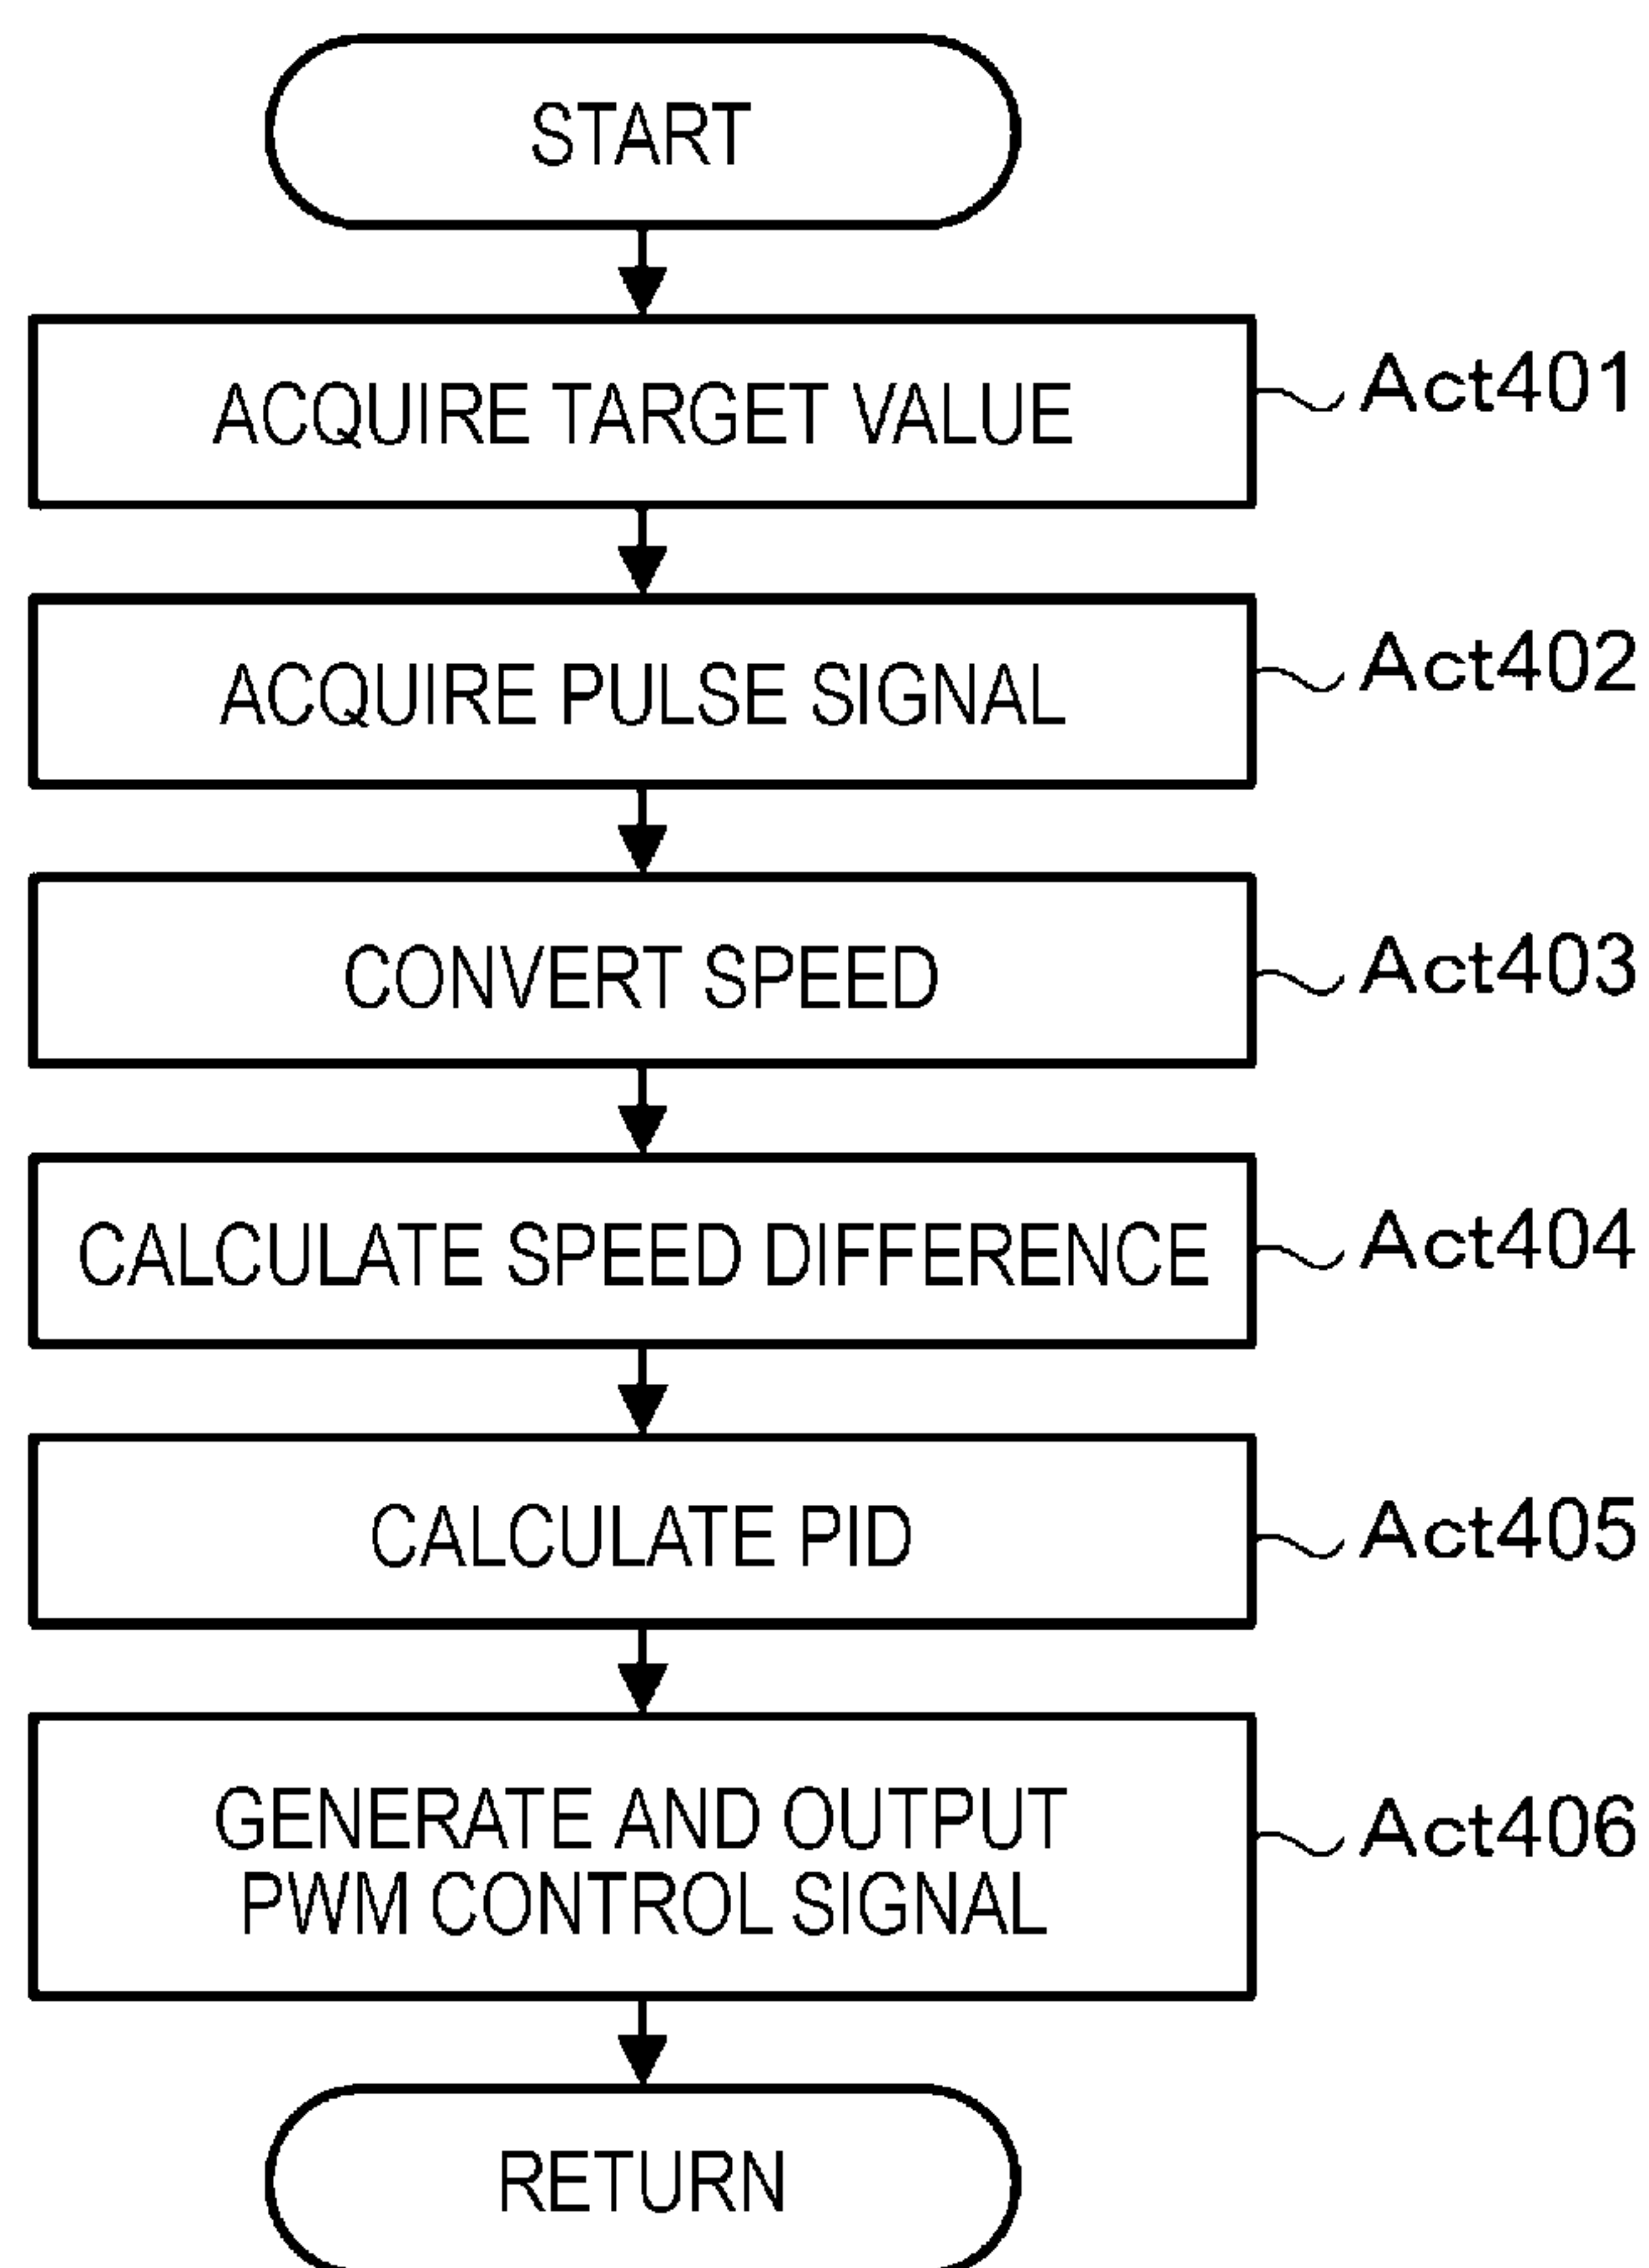 START
ACQUIRE TARGET VALUE
Act401
ACQUIRE PULSE SIGNAL
Act402
CONVERT SPEED
Act403
CALCULATE SPEED DIFFERENCE
Act404
CALCULATE PID
Act405
GENERATE AND OUTPUT
PWM CONTROL SIGNAL
Act406
RETURN